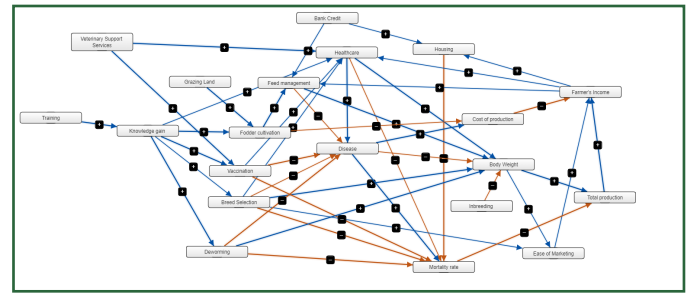 Bank Credit
Veterinary Support
Services
Healthcare
Housing
Grazing Land
Feed management
Farmer's Income
Training
Knowledge gain
Fodder cultivation
Cost of production
Disease
Vaccination
Body Weight
Breed Selection
Inbreeding
Total production
Deworming
Mortality rate
Ease of Marketing